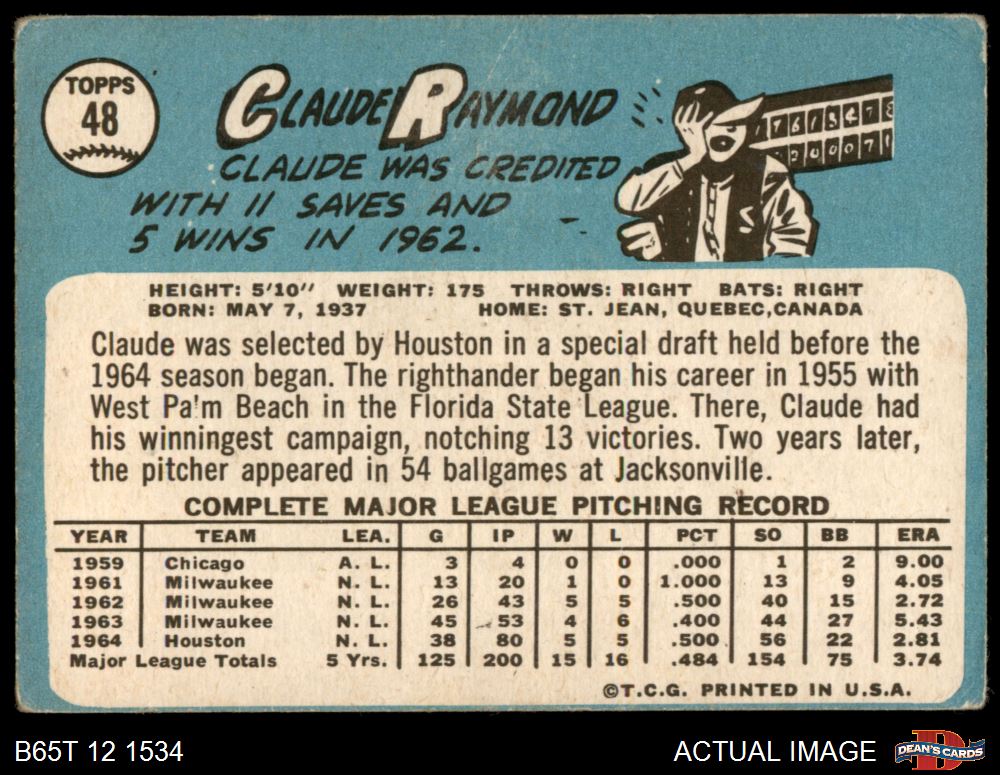 TOPPS
48
CLAUDE RAYMOND
CLAUDE WAS CREDITED
WITH 11 SAVES AND
5 WINS IN 1962.
HEIGHT: 5'10" WEIGHT: 175 THROWS: RIGHT BATS: RIGHT
BORN: MAY 7, 1937 HOME: ST. JEAN, QUEBEC,CANADA
Claude was selected by Houston in a special draft held before the
1964 season began. The righthander began his career in 1955 with
West Pa'm Beach in the Florida State League. There, Claude had
his winningest campaign, notching 13 victories. Two years later,
the pitcher appeared in 54 ballgames at Jacksonville.
COMPLETE MAJOR LEAGUE PITCHING RECORD
YEAR TEAM LEA. G IP W L PCT SO BB ERA
1959 Chicago A. L. 3 4 0 0 .000 1 2 9.00
1961 Milwaukee N. L. 13 20 1 0 1.000 13 9 4.05
1962 Milwaukee N. L. 26 43 5 5 .500 40 15 2.72
1963 Milwaukee N. L. 45 53 4 6 .400 44 27 5.43
1964 Houston N. L. 38 80 5 5 .500 56 22 2.81
Major League Totals 5 Yrs. 125 200 15 16 .484 154 75 3.74
©T.C.G. PRINTED IN U.S.A.
B65T 12 1534 ACTUAL IMAGE DEAN'S CARDS